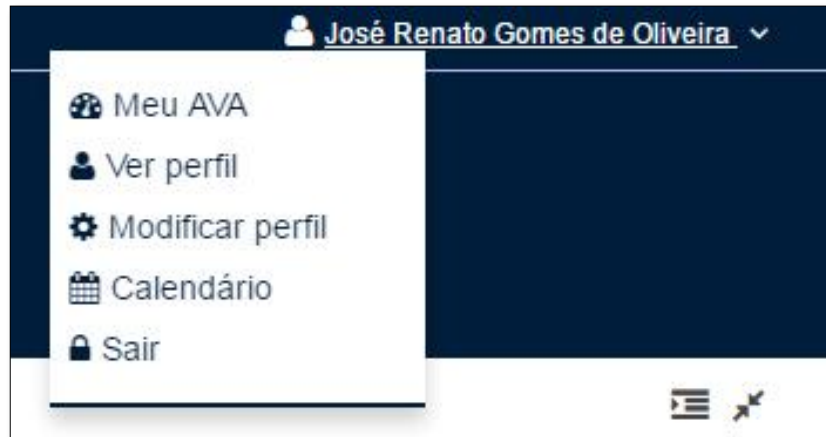 José Renato Gomes de Oliveira
Meu AVA
Ver perfil
Modificar perfil
Calendário
Sair